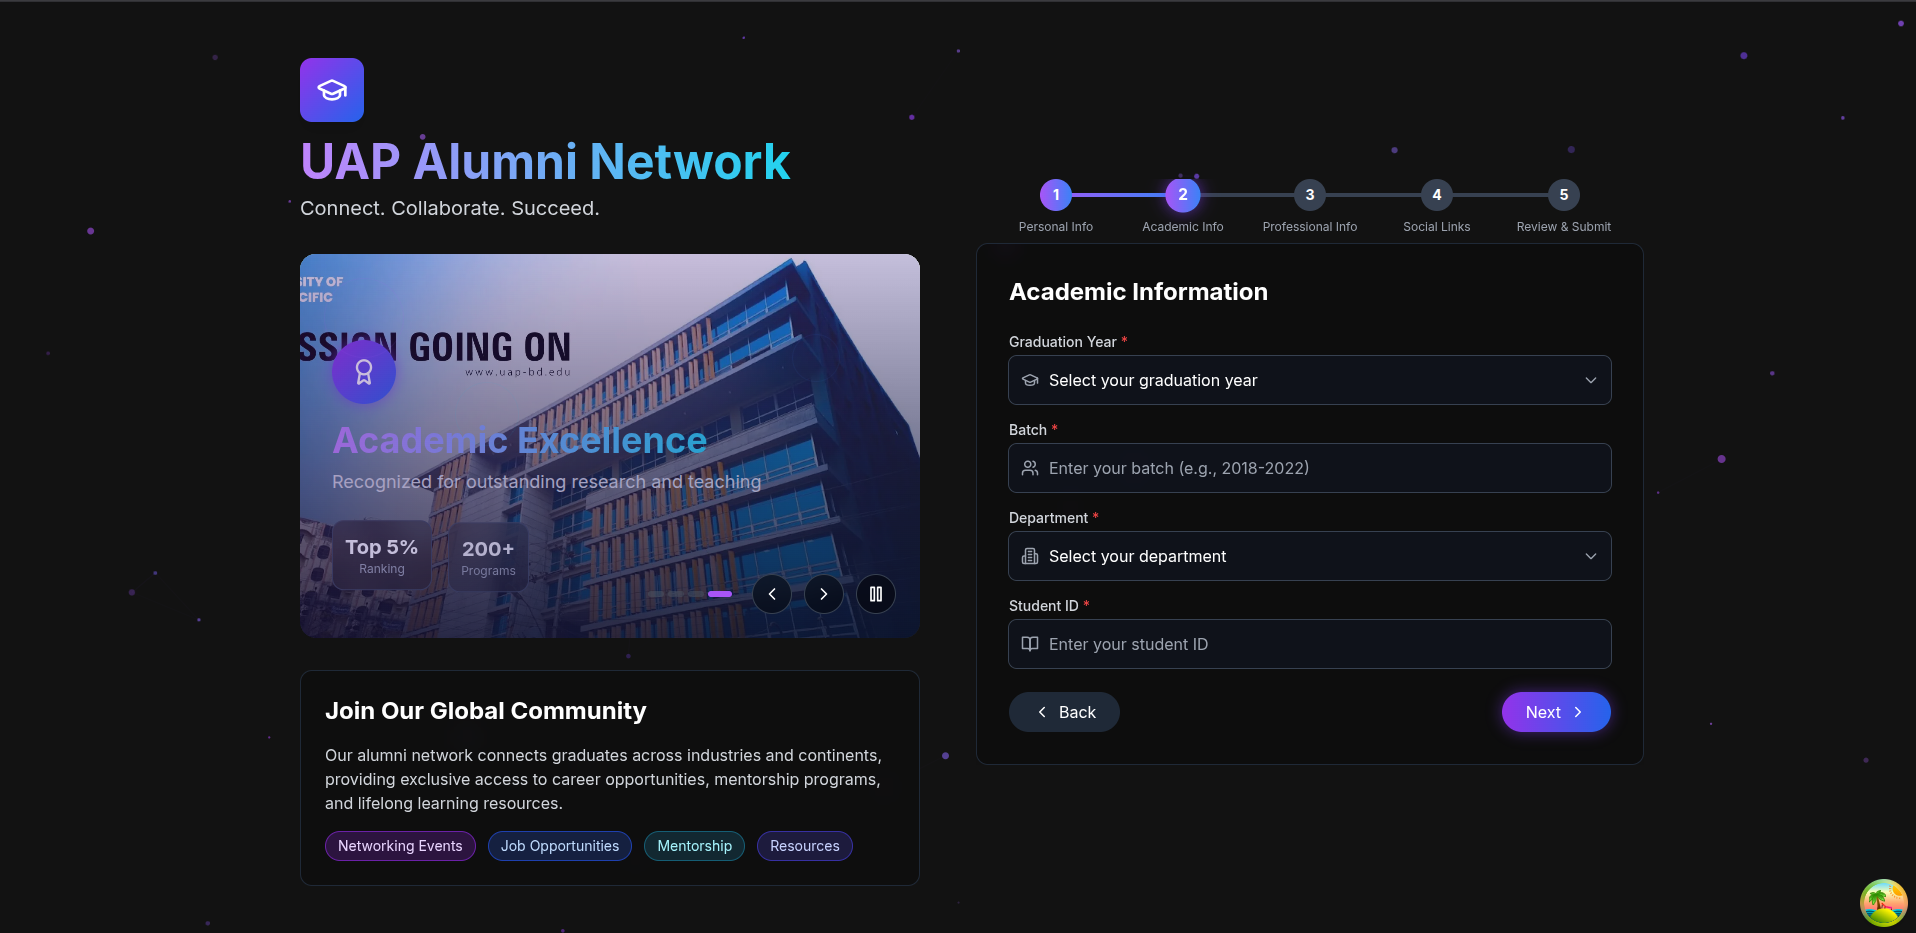 UAP Alumni Network
Connect. Collaborate. Succeed.
SITY OF
CIFIC
SSION GOING ON
www.uap-bd.edu
Academic Excellence
Recognized for outstanding research and teaching
Top 5%
Ranking
200+
Programs
Join Our Global Community
Our alumni network connects graduates across industries and continents,
providing exclusive access to career opportunities, mentorship programs,
and lifelong learning resources.
Networking Events
Job Opportunities
Mentorship
Resources
1
2
3
4
5
Personal Info
Academic Info
Professional Info
Social Links
Review & Submit
Academic Information
Graduation Year *
Select your graduation year
Batch *
Enter your batch (e.g., 2018-2022)
Department *
Select your department
Student ID *
Enter your student ID
Back
Next